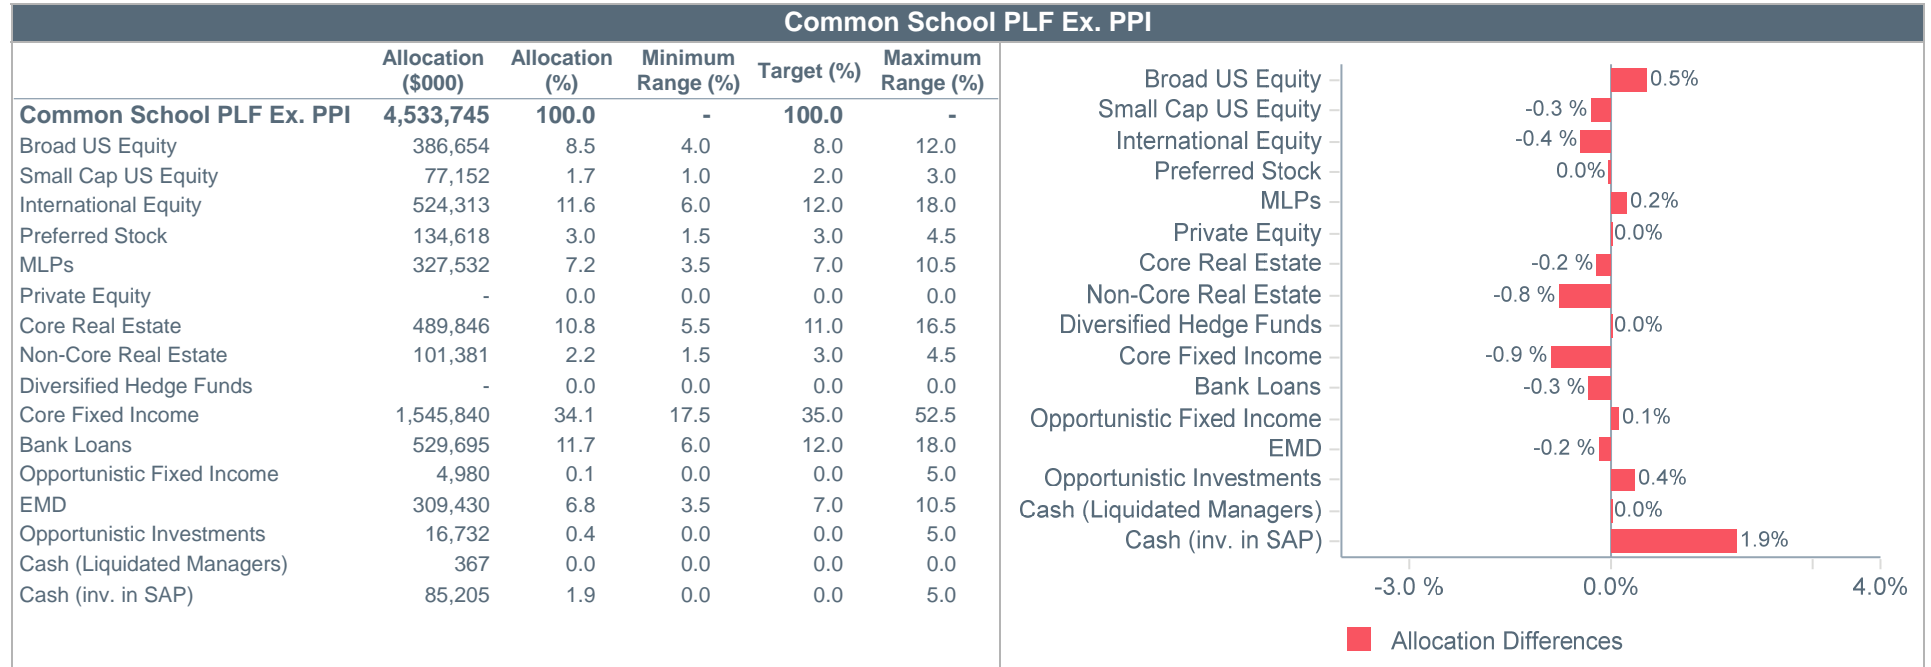 Common School PLF Ex. PPI
Allocation ($000) Allocation (%) Minimum Range (%) Target (%) Maximum Range (%)
Common School PLF Ex. PPI 4,533,745 100.0 - 100.0 -
Broad US Equity 386,654 8.5 4.0 8.0 12.0
Small Cap US Equity 77,152 1.7 1.0 2.0 3.0
International Equity 524,313 11.6 6.0 12.0 18.0
Preferred Stock 134,618 3.0 1.5 3.0 4.5
MLPs 327,532 7.2 3.5 7.0 10.5
Private Equity - 0.0 0.0 0.0 0.0
Core Real Estate 489,846 10.8 5.5 11.0 16.5
Non-Core Real Estate 101,381 2.2 1.5 3.0 4.5
Diversified Hedge Funds - 0.0 0.0 0.0 0.0
Core Fixed Income 1,545,840 34.1 17.5 35.0 52.5
Bank Loans 529,695 11.7 6.0 12.0 18.0
Opportunistic Fixed Income 4,980 0.1 0.0 0.0 5.0
EMD 309,430 6.8 3.5 7.0 10.5
Opportunistic Investments 16,732 0.4 0.0 0.0 5.0
Cash (Liquidated Managers) 367 0.0 0.0 0.0 0.0
Cash (inv. in SAP) 85,205 1.9 0.0 0.0 5.0
Broad US Equity 0.5%
Small Cap US Equity -0.3 %
International Equity -0.4 %
Preferred Stock 0.0%
MLPs 0.2%
Private Equity 0.0%
Core Real Estate -0.2 %
Non-Core Real Estate -0.8 %
Diversified Hedge Funds 0.0%
Core Fixed Income -0.9 %
Bank Loans -0.3 %
Opportunistic Fixed Income 0.1%
EMD -0.2 %
Opportunistic Investments 0.4%
Cash (Liquidated Managers) 0.0%
Cash (inv. in SAP) 1.9%
-3.0 % 0.0% 4.0%
Allocation Differences